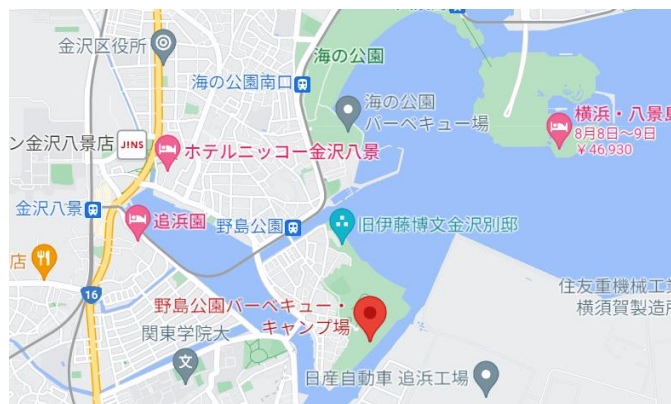 金沢区役所
海の公園
海の公園南口
海の公園
バーベキュー場
横浜・八景島
8月8日~9日
￥46,930
ン金沢八景店
JINS
ホテルニッコー金沢八景
金沢八景
追浜園
野島公園
旧伊藤博文金沢別邸
店
16
野島公園バーベキュー・
キャンプ場
住友重機械工業
横須賀製造所
関東学院大
文
日産自動車 追浜工場